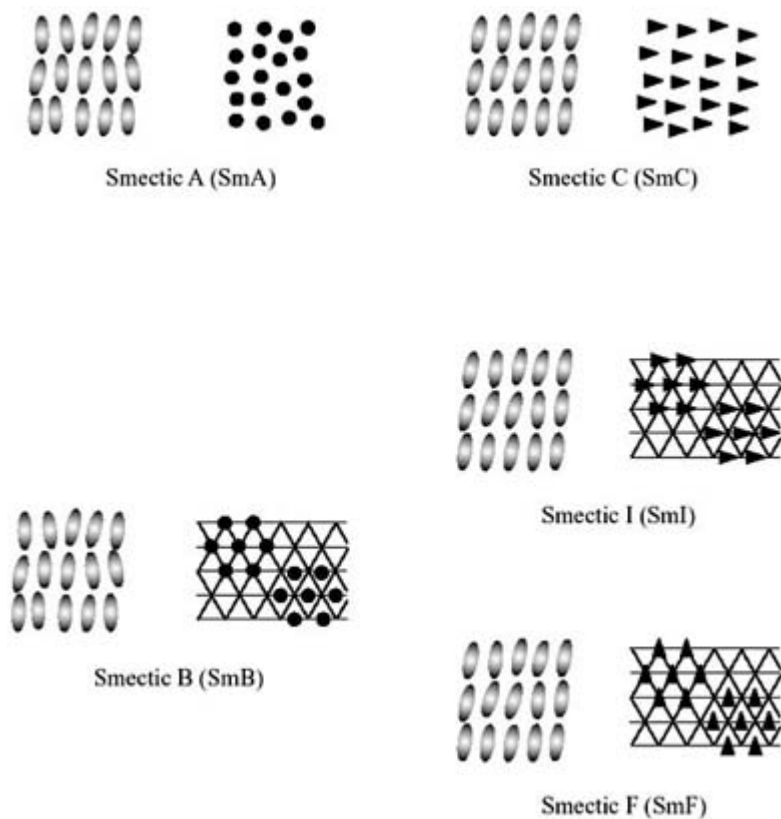 Smectic A (SmA)
Smectic C (SmC)
Smectic I (SmI)
Smectic B (SmB)
Smectic F (SmF)